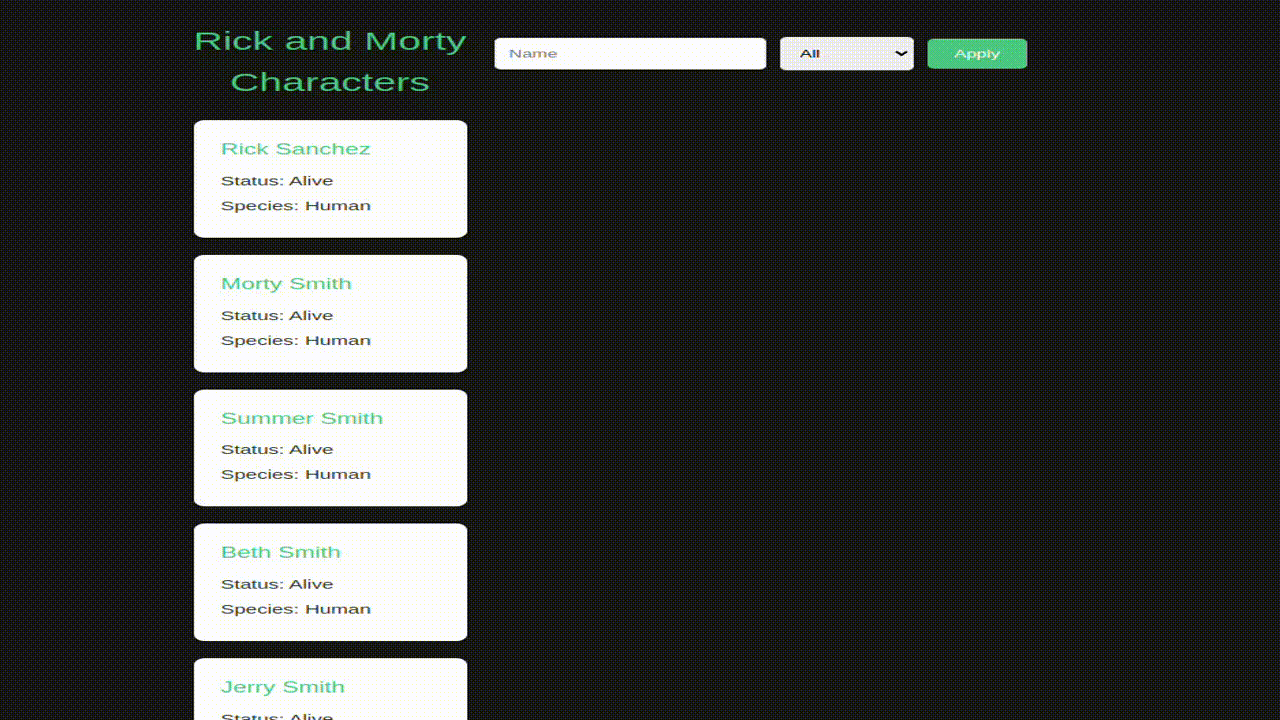 Rick and Morty
Characters
Name
All
Apply
Rick Sanchez
Status: Alive
Species: Human
Morty Smith
Status: Alive
Species: Human
Summer Smith
Status: Alive
Species: Human
Beth Smith
Status: Alive
Species: Human
Jerry Smith
Status: Alive